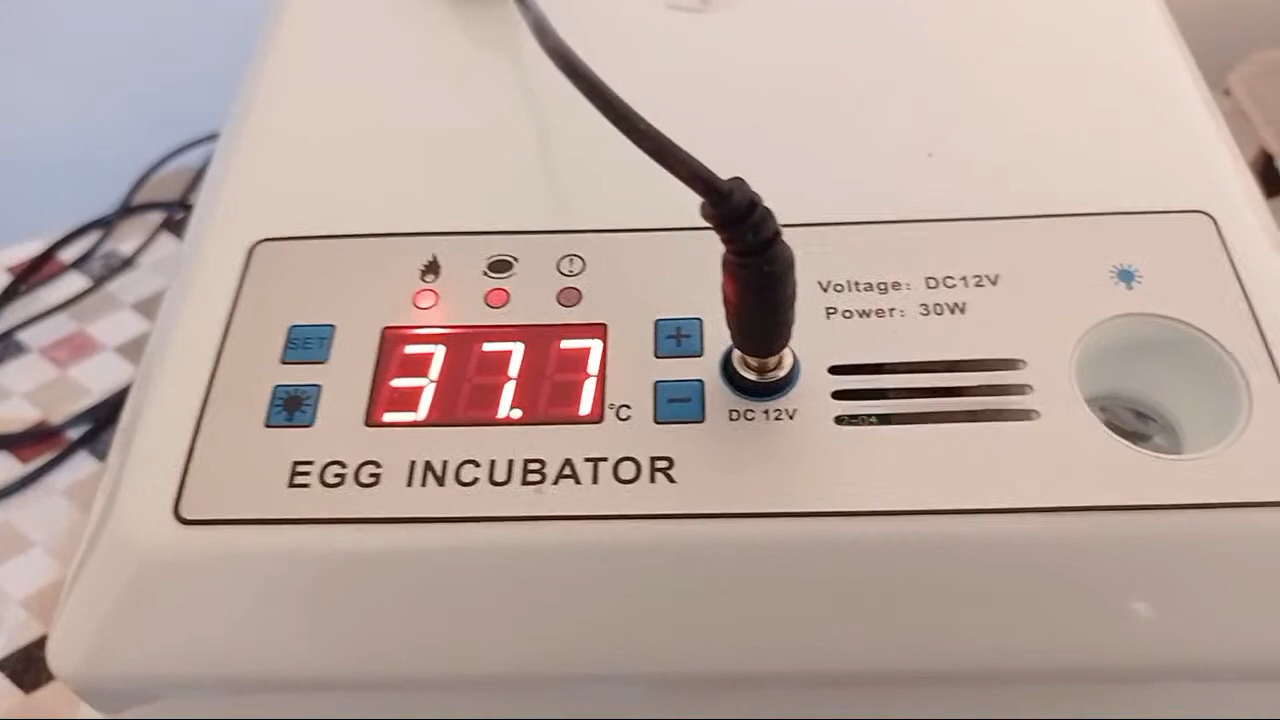 SET
37.7
°C
+
-
DC 12V
Voltage: DC12V
Power: 30W
EGG INCUBATOR